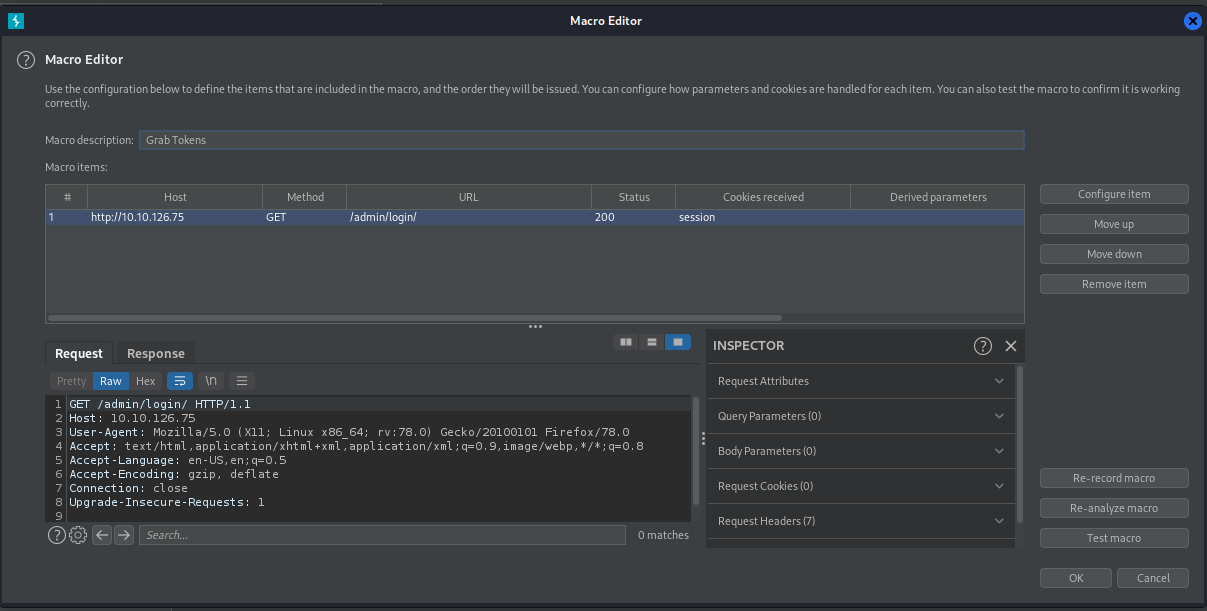 Macro Editor
Macro Editor
Use the configuration below to define the items that are included in the macro, and the order they will be issued. You can configure how parameters and cookies are handled for each item. You can also test the macro to confirm it is working
correctly.
Macro description: Grab Tokens
Macro items:
# Host Method URL Status Cookies received Derived parameters
1 http://10.10.126.75 GET /admin/login/ 200 session
Configure item
Move up
Move down
Remove item
Request Response
Pretty Raw Hex \n
1 GET /admin/login/ HTTP/1.1
2 Host: 10.10.126.75
3 User-Agent: Mozilla/5.0 (X11; Linux x86_64; rv:78.0) Gecko/20100101 Firefox/78.0
4 Accept: text/html,application/xhtml+xml,application/xml;q=0.9,image/webp,*/*;q=0.8
5 Accept-Language: en-US,en;q=0.5
6 Accept-Encoding: gzip, deflate
7 Connection: close
8 Upgrade-Insecure-Requests: 1
9
Search...
0 matches
INSPECTOR
Request Attributes
Query Parameters (0)
Body Parameters (0)
Request Cookies (0)
Request Headers (7)
Re-record macro
Re-analyze macro
Test macro
OK Cancel